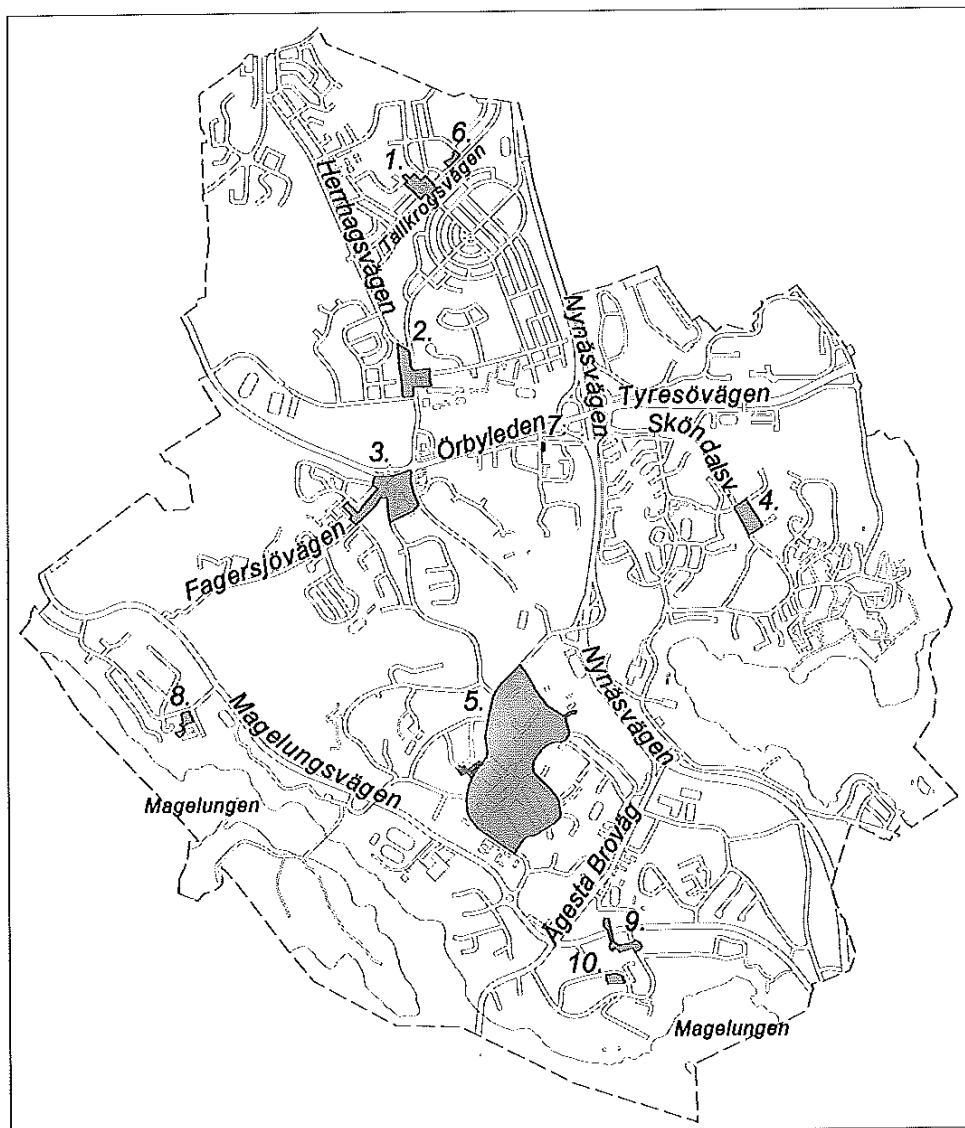 6.
1.
Tallkrogsvägen
Herrhagsvägen
2.
Nynäsvägen
Tyresövägen
Örbyleden
7.
Sköndalsv.
3.
4.
Fagersjövägen
Nynäsvägen
5.
8.
Magelungsvägen
Magelungen
Ågesta Broväg
9.
10.
Magelungen